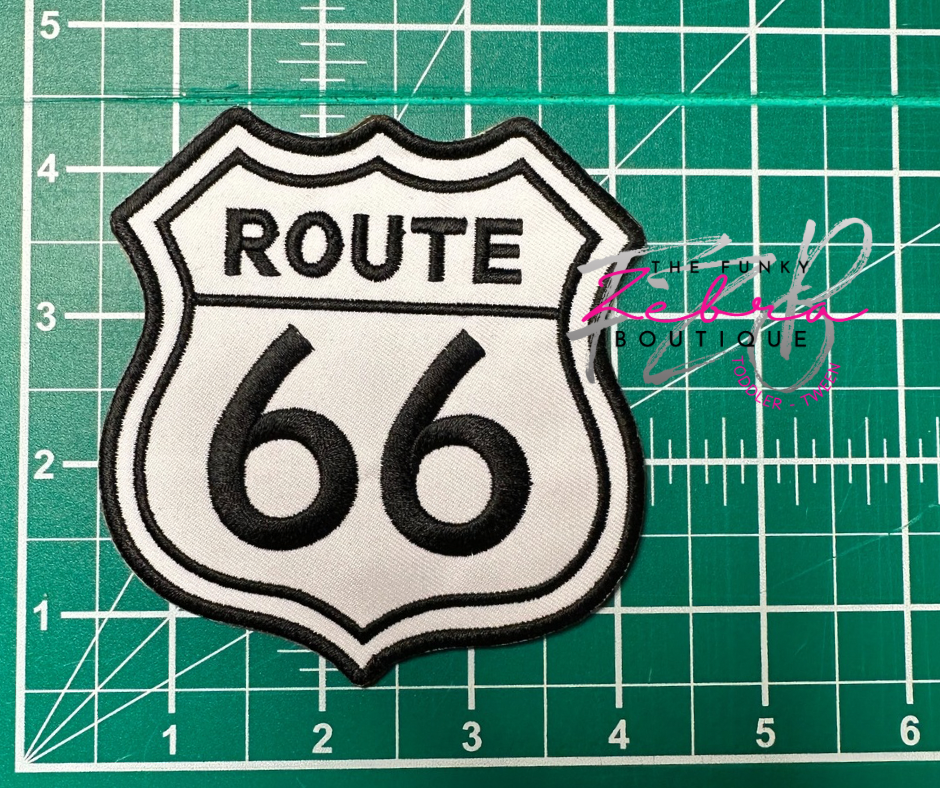 5
4
ROUTE
THE FUNKY
Zebra
FZB
BOUTIQUE
3
66
TODDLER - TWEEN
2
1
1 2 3 4 5 6